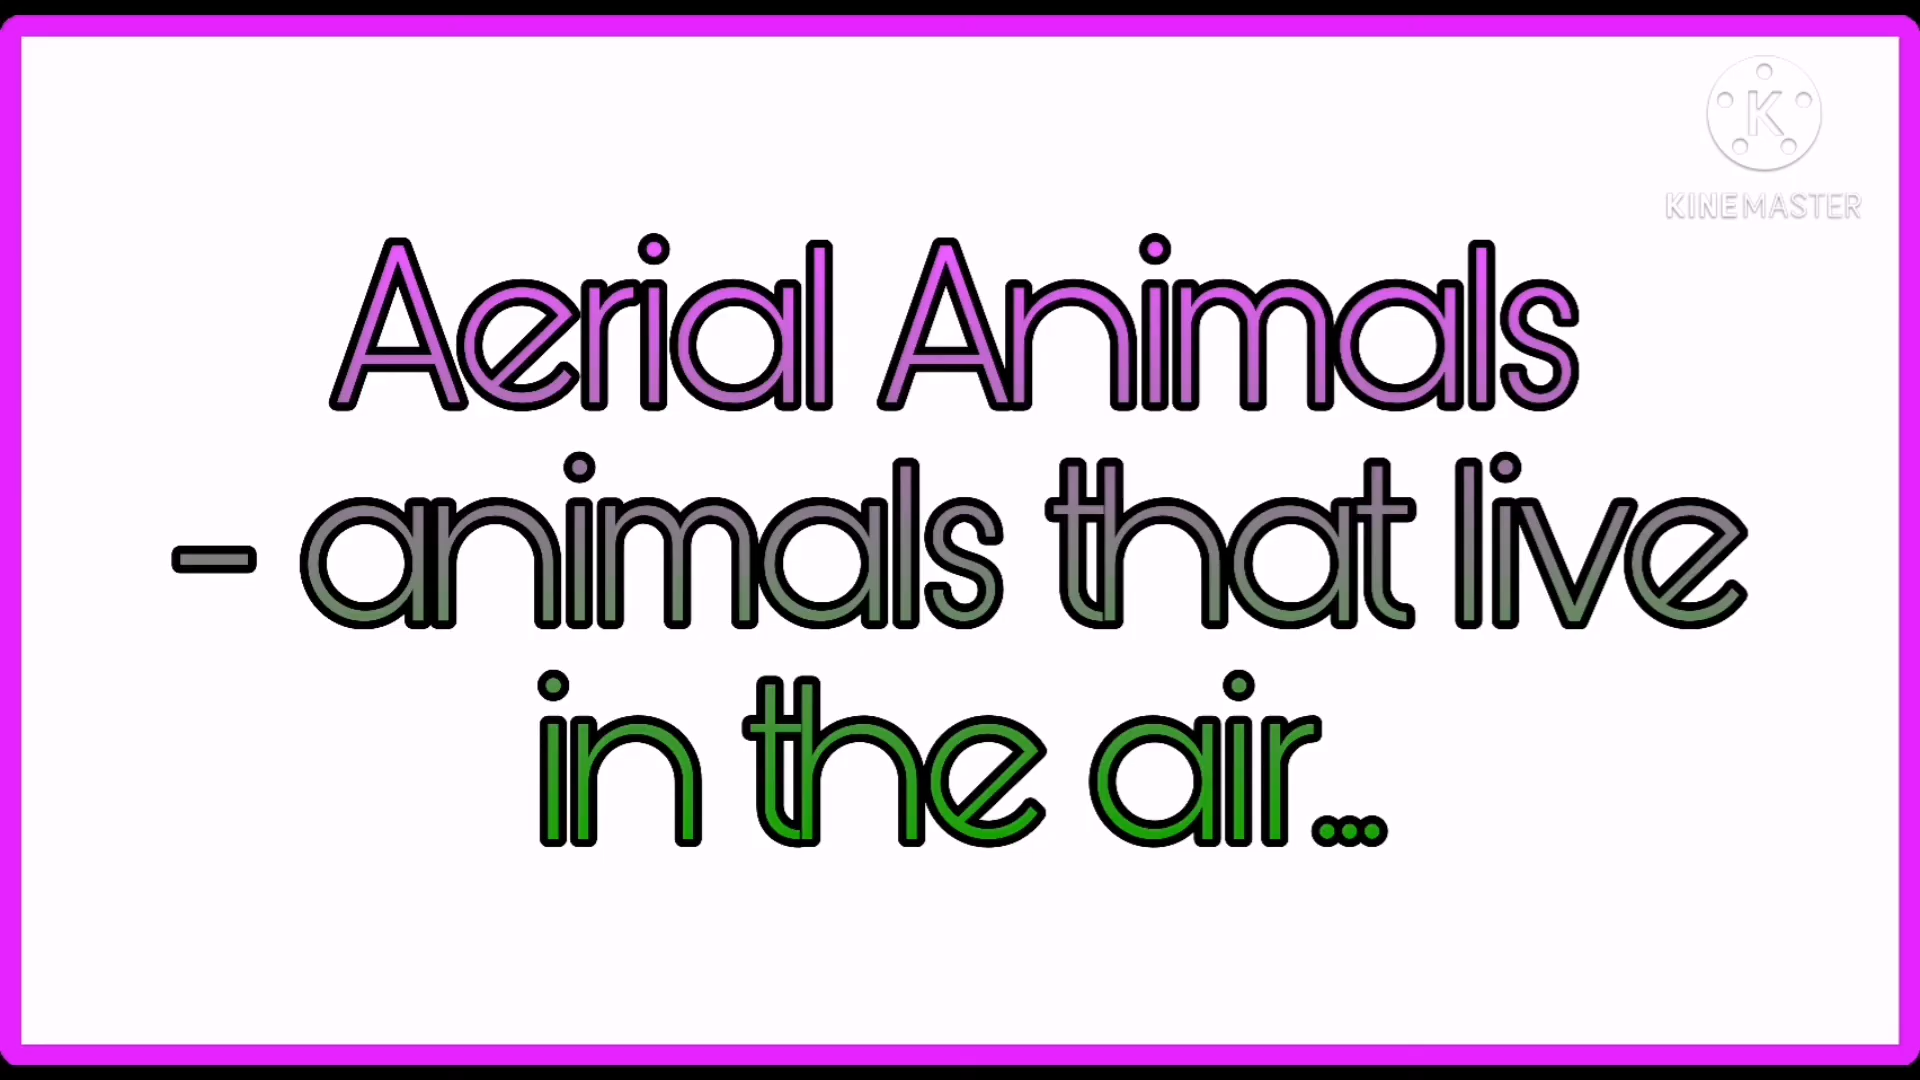 K
KINEMASTER
Aerial Animals
- animals that live
in the air...